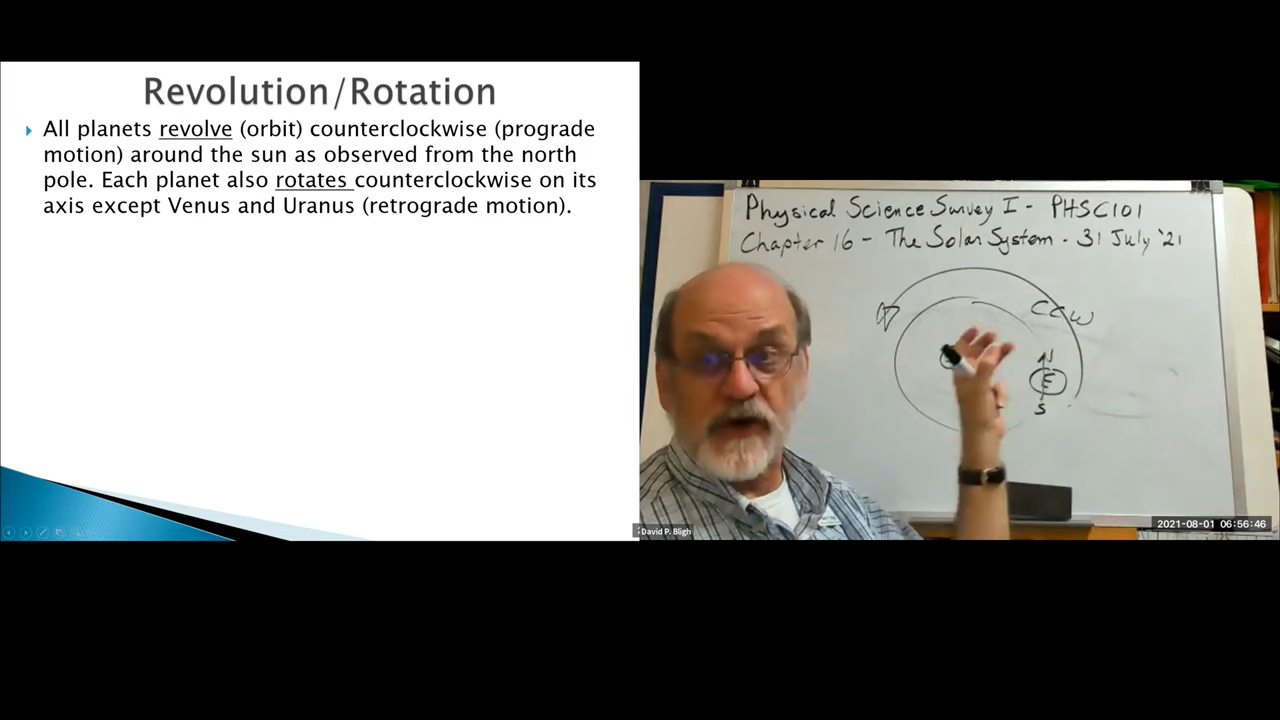 Revolution/Rotation
All planets revolve (orbit) counterclockwise (prograde
motion) around the sun as observed from the north
pole. Each planet also rotates counterclockwise on its
axis except Venus and Uranus (retrograde motion).
Physical Science Survey I - PHSC101
Chapter 16 - The Solar System - 31 July '21
CCW
N
E
S
David P. Bligh
2021-08-01 06:56:46